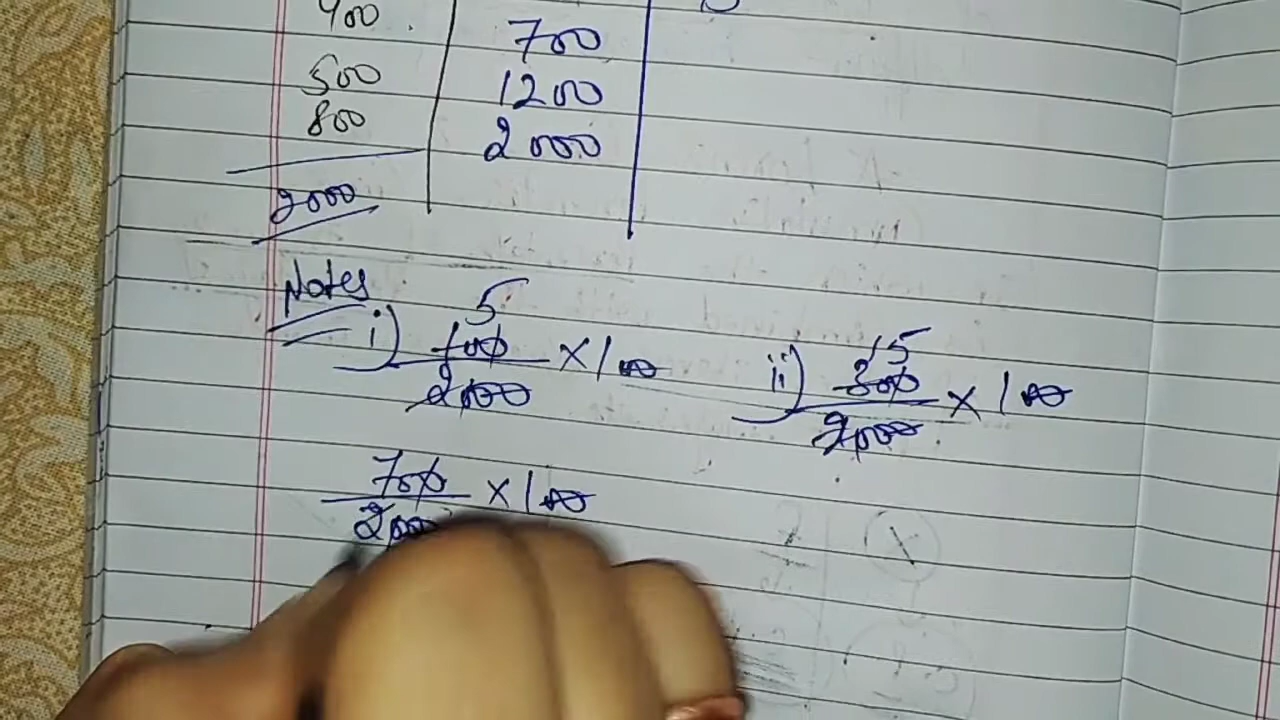 400 700
500 1200
800 2000
2000
Notes
i) 5
100/2000 × 100
ii) 15
300/2000 × 100
700/2000 × 100